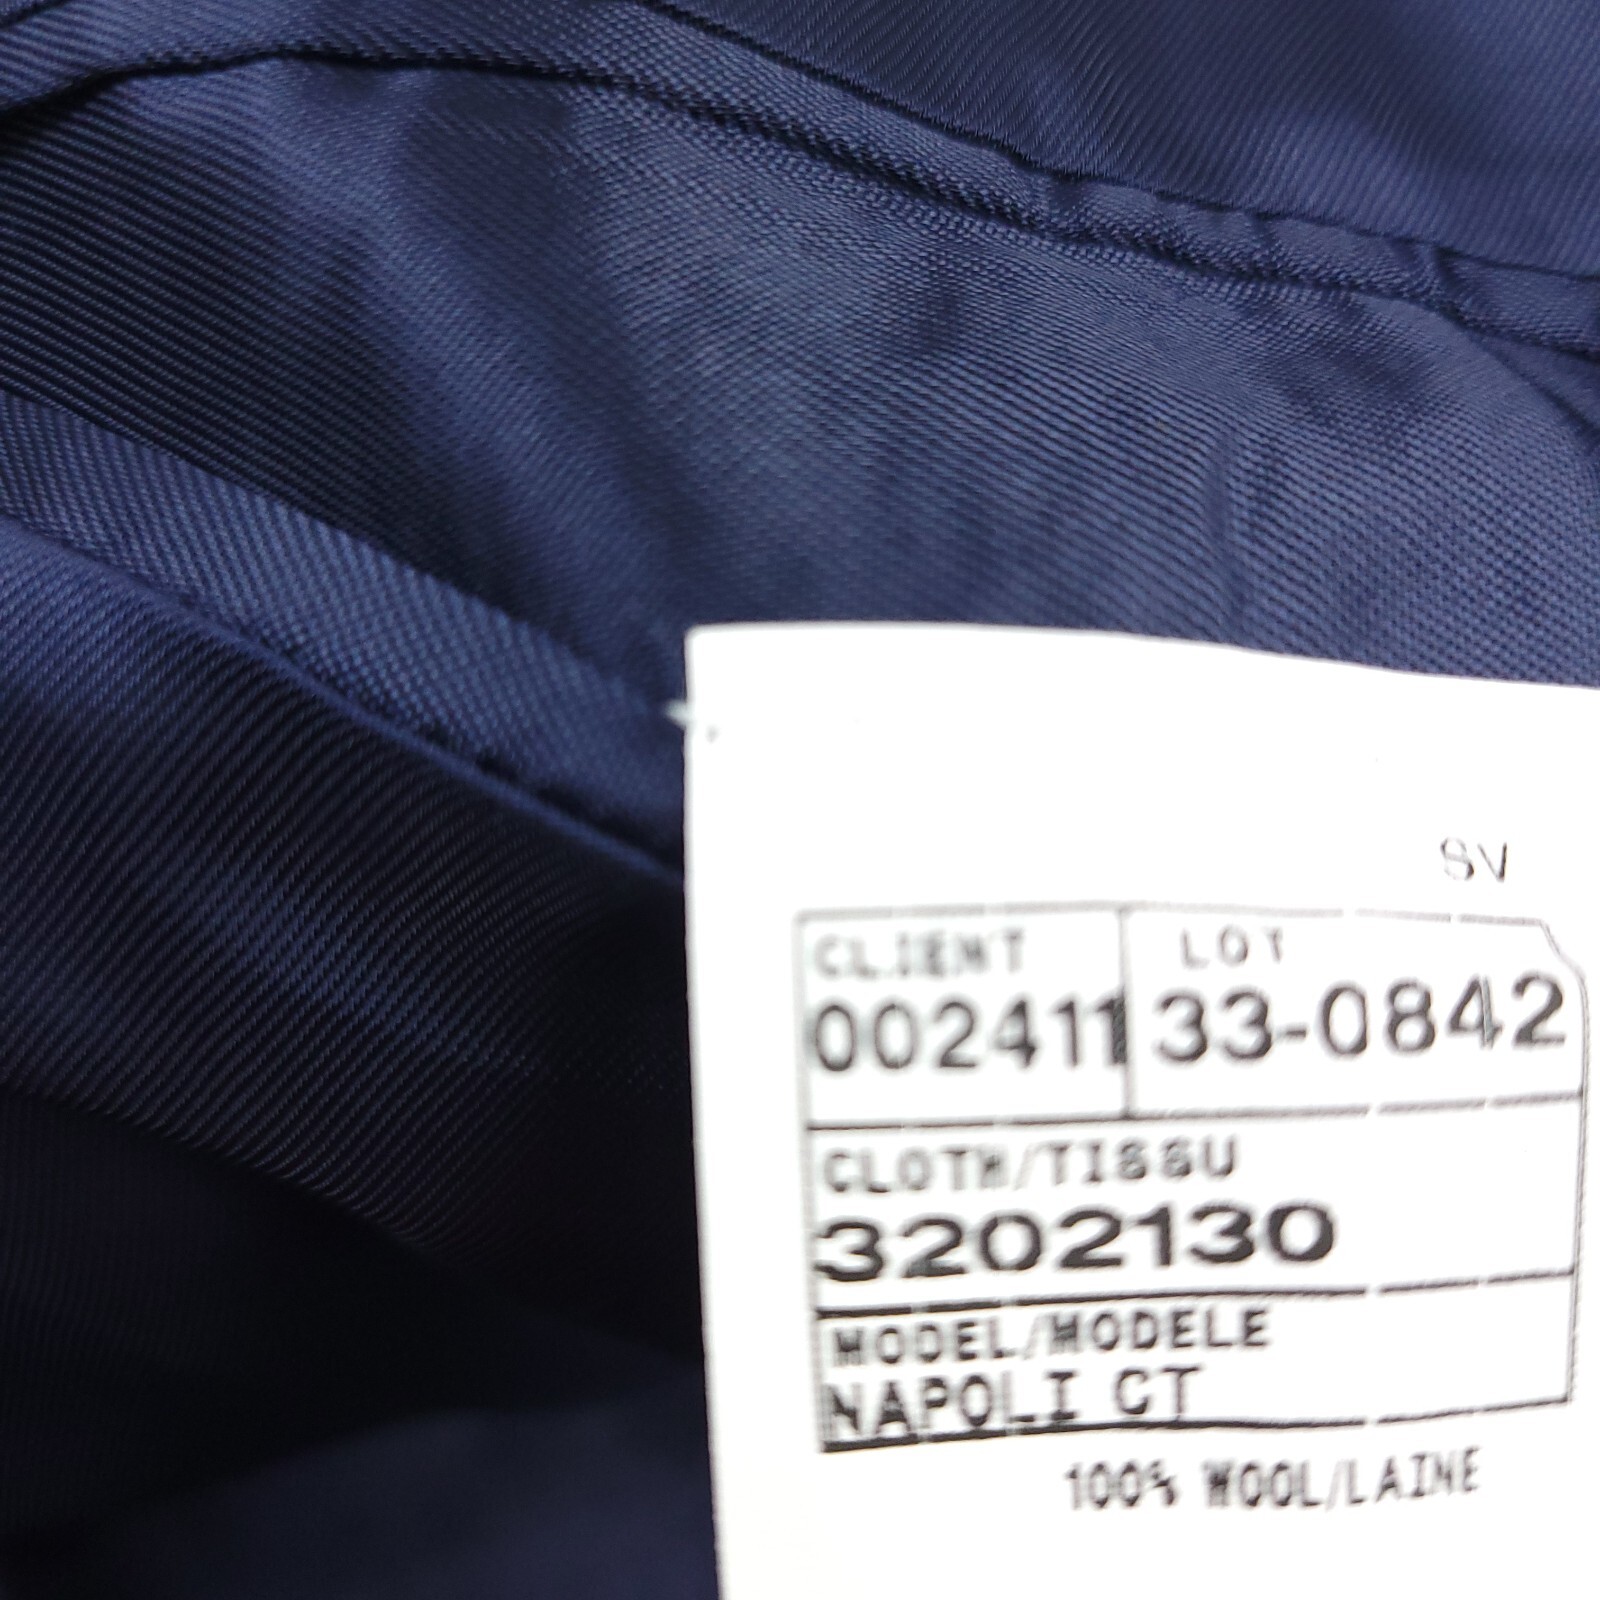 SV
CLIENT LOT
002411 33-0842
CLOTH/TISSU
3202130
MODEL/MODELE
NAPOLI CT
100% WOOL/LAINE